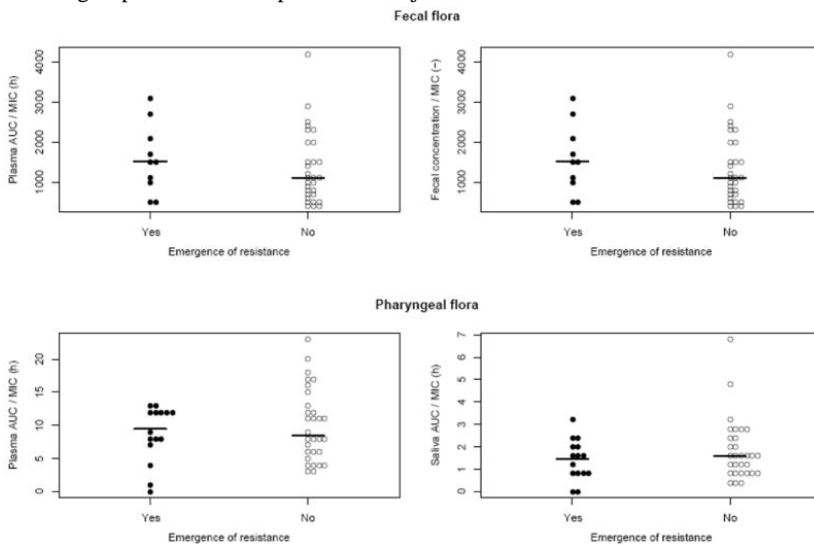 Fecal flora
Plasma AUC / MIC (h)
4000
3000
2000
1000
Yes No
Emergence of resistance
Fecal concentration / MIC (−)
4000
3000
2000
1000
Yes No
Emergence of resistance
Pharyngeal flora
Plasma AUC / MIC (h)
20
15
10
5
0
Yes No
Emergence of resistance
Saliva AUC / MIC (h)
7
6
5
4
3
2
1
0
Yes No
Emergence of resistance